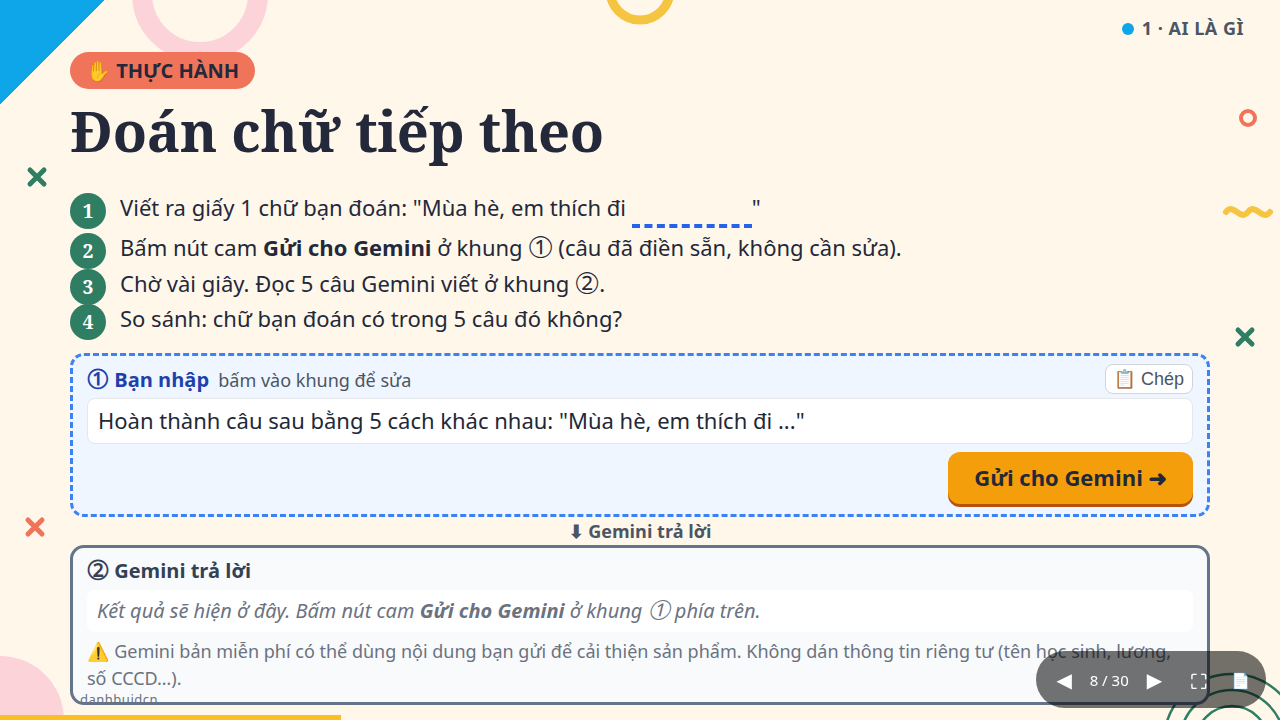 1 · AI LÀ GÌ
✋ THỰC HÀNH
Đoán chữ tiếp theo
1 Viết ra giấy 1 chữ bạn đoán: "Mùa hè, em thích đi "
2 Bấm nút cam Gửi cho Gemini ở khung ① (câu đã điền sẵn, không cần sửa).
3 Chờ vài giây. Đọc 5 câu Gemini viết ở khung ②.
4 So sánh: chữ bạn đoán có trong 5 câu đó không?
① Bạn nhập bấm vào khung để sửa
📋 Chép
Hoàn thành câu sau bằng 5 cách khác nhau: "Mùa hè, em thích đi ..."
Gửi cho Gemini ➜
⬇ Gemini trả lời
② Gemini trả lời
Kết quả sẽ hiện ở đây. Bấm nút cam Gửi cho Gemini ở khung ① phía trên.
⚠️ Gemini bản miễn phí có thể dùng nội dung bạn gửi để cải thiện sản phẩm. Không dán thông tin riêng tư (tên học sinh, lương,
số CCCD...).
danhbuidcn
◀ 8 / 30 ▶